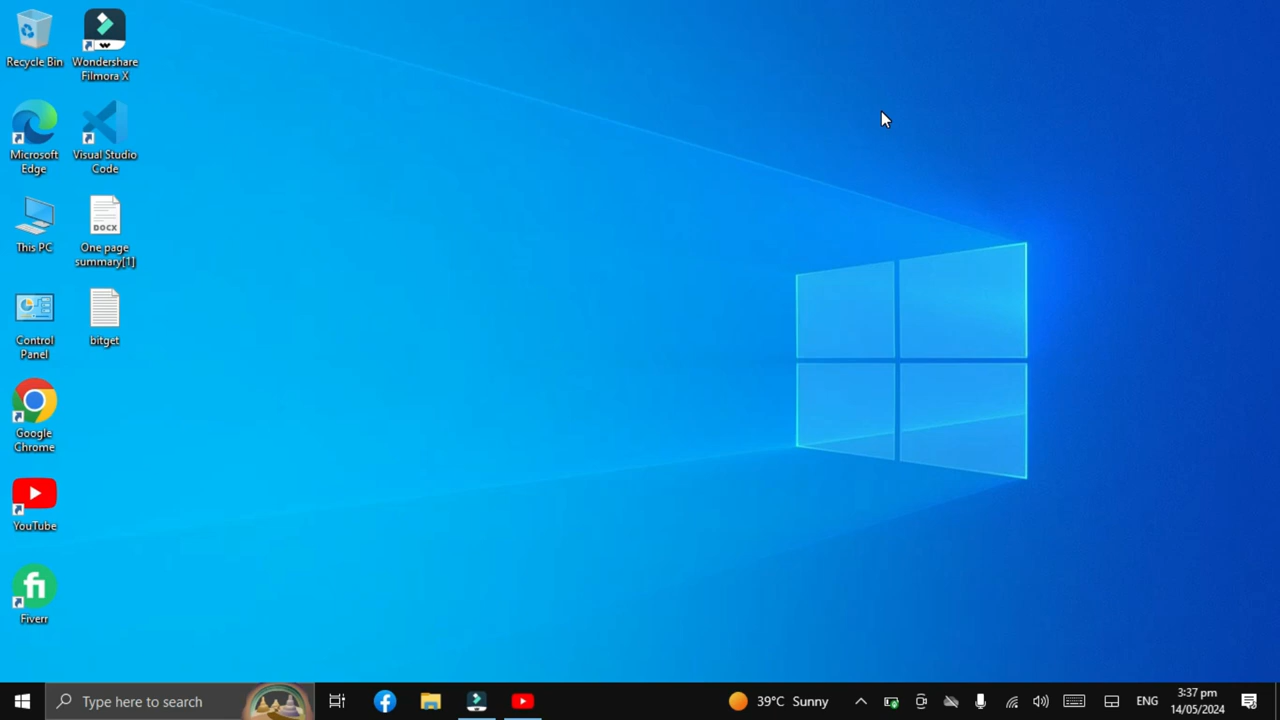 Recycle Bin
Wondershare
Filmora X
Microsoft
Edge
Visual Studio
Code
This PC
DOCX
One page
summary[1]
Control
Panel
bitget
Google
Chrome
YouTube
fi
Fiverr
Type here to search
39°C Sunny
ENG
3:37 pm
14/05/2024